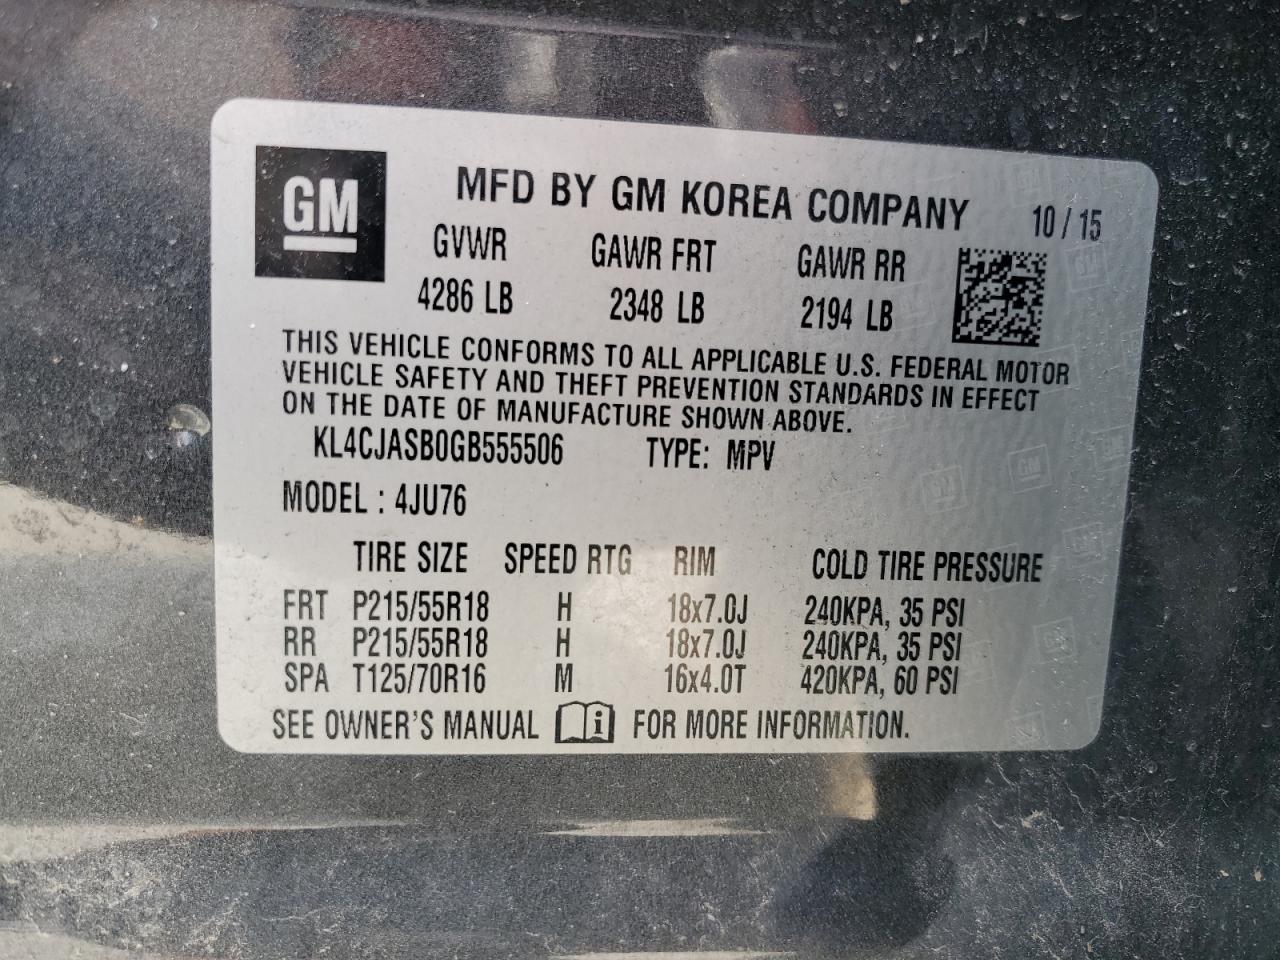 GM
MFD BY GM KOREA COMPANY 10 / 15
GVWR GAWR FRT GAWR RR
4286 LB 2348 LB 2194 LB
THIS VEHICLE CONFORMS TO ALL APPLICABLE U.S. FEDERAL MOTOR
VEHICLE SAFETY AND THEFT PREVENTION STANDARDS IN EFFECT
ON THE DATE OF MANUFACTURE SHOWN ABOVE.
KL4CJASB0GB555506 TYPE: MPV
MODEL : 4JU76
TIRE SIZE SPEED RTG RIM COLD TIRE PRESSURE
FRT P215/55R18 H 18x7.0J 240KPA, 35 PSI
RR P215/55R18 H 18x7.0J 240KPA, 35 PSI
SPA T125/70R16 M 16x4.0T 420KPA, 60 PSI
SEE OWNER'S MANUAL i FOR MORE INFORMATION.